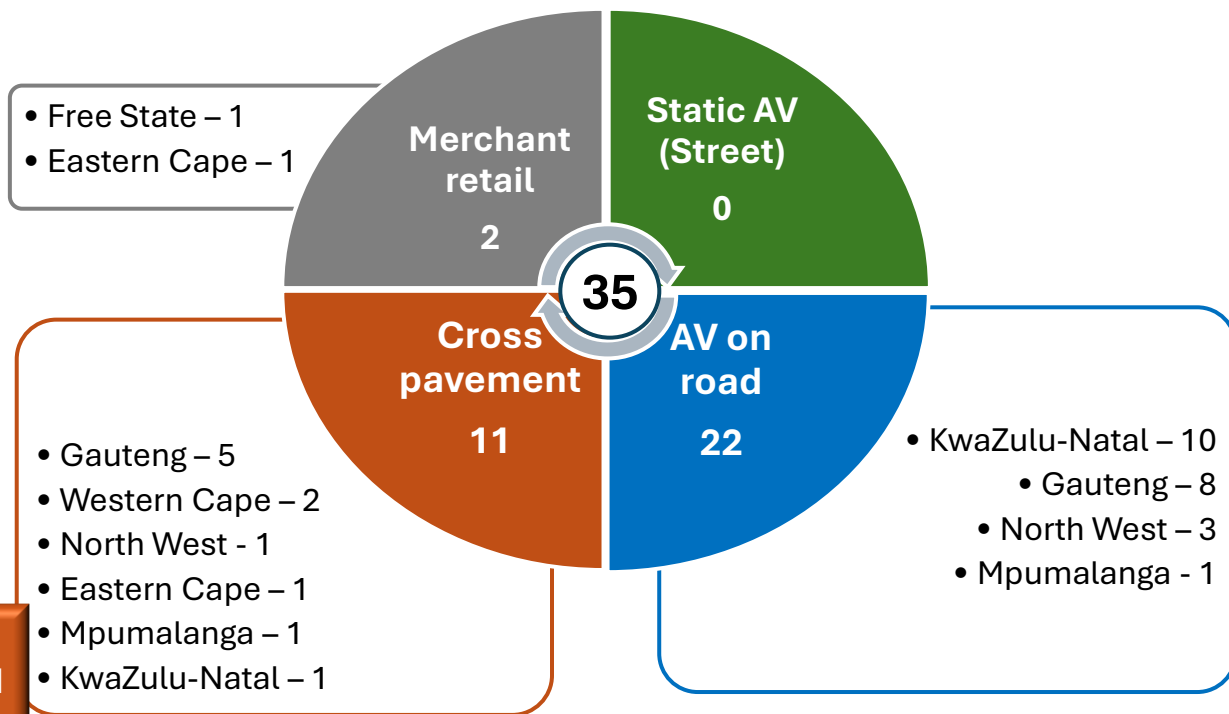 • Free State – 1
• Eastern Cape – 1
Merchant
retail
2
Static AV
(Street)
0
35
Cross
pavement
11
AV on
road
22
• Gauteng – 5
• Western Cape – 2
• North West - 1
• Eastern Cape – 1
• Mpumalanga – 1
• KwaZulu-Natal – 1
• KwaZulu-Natal – 10
• Gauteng – 8
• North West – 3
• Mpumalanga - 1